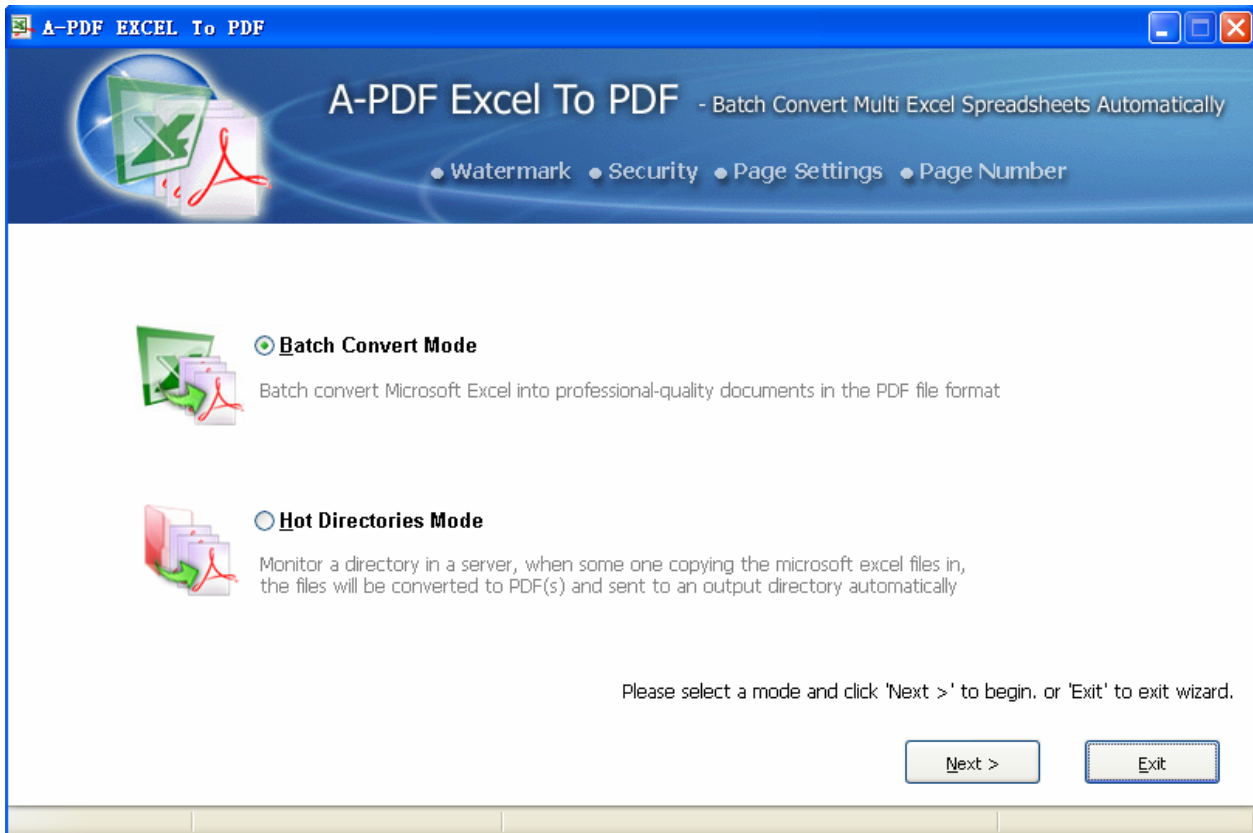 A-PDF EXCEL To PDF
A-PDF Excel To PDF - Batch Convert Multi Excel Spreadsheets Automatically
● Watermark ● Security ● Page Settings ● Page Number
Batch Convert Mode
Batch convert Microsoft Excel into professional-quality documents in the PDF file format
Hot Directories Mode
Monitor a directory in a server, when some one copying the microsoft excel files in,
the files will be converted to PDF(s) and sent to an output directory automatically
Please select a mode and click 'Next >' to begin. or 'Exit' to exit wizard.
Next >
Exit